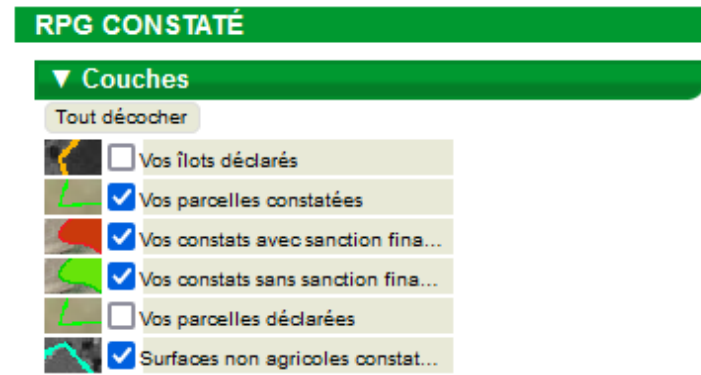 RPG CONSTATÉ
▼ Couches
Tout décocher
Vos îlots déclarés
Vos parcelles constatées
Vos constats avec sanction fina...
Vos constats sans sanction fina...
Vos parcelles déclarées
Surfaces non agricoles constat...